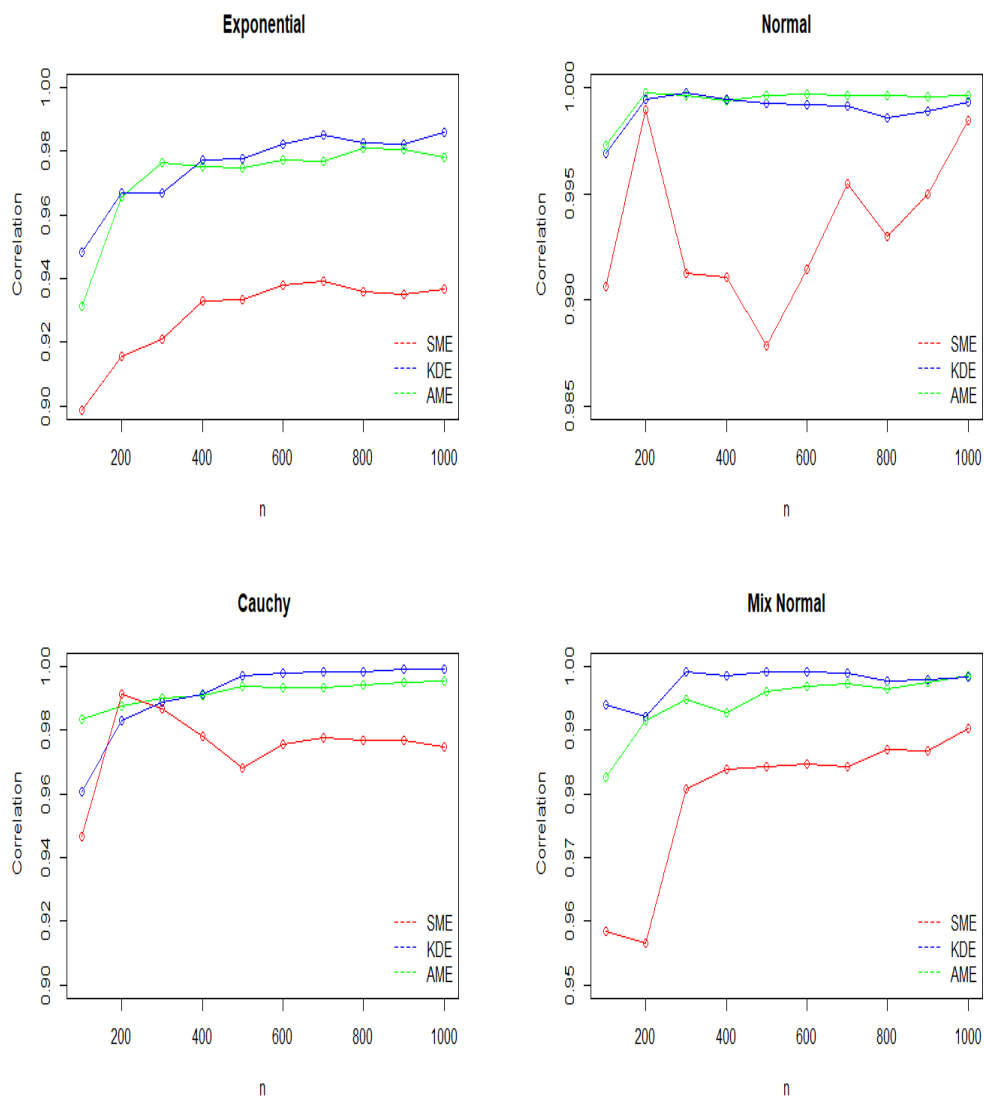 Exponential
Correlation
0.90 0.92 0.94 0.96 0.98 1.00
SME
KDE
AME
200 400 600 800 1000
n
Normal
Correlation
0.985 0.990 0.995 1.000
SME
KDE
AME
200 400 600 800 1000
n
Cauchy
Correlation
0.90 0.92 0.94 0.96 0.98 1.00
SME
KDE
AME
200 400 600 800 1000
n
Mix Normal
Correlation
0.95 0.96 0.97 0.98 0.99 1.00
SME
KDE
AME
200 400 600 800 1000
n